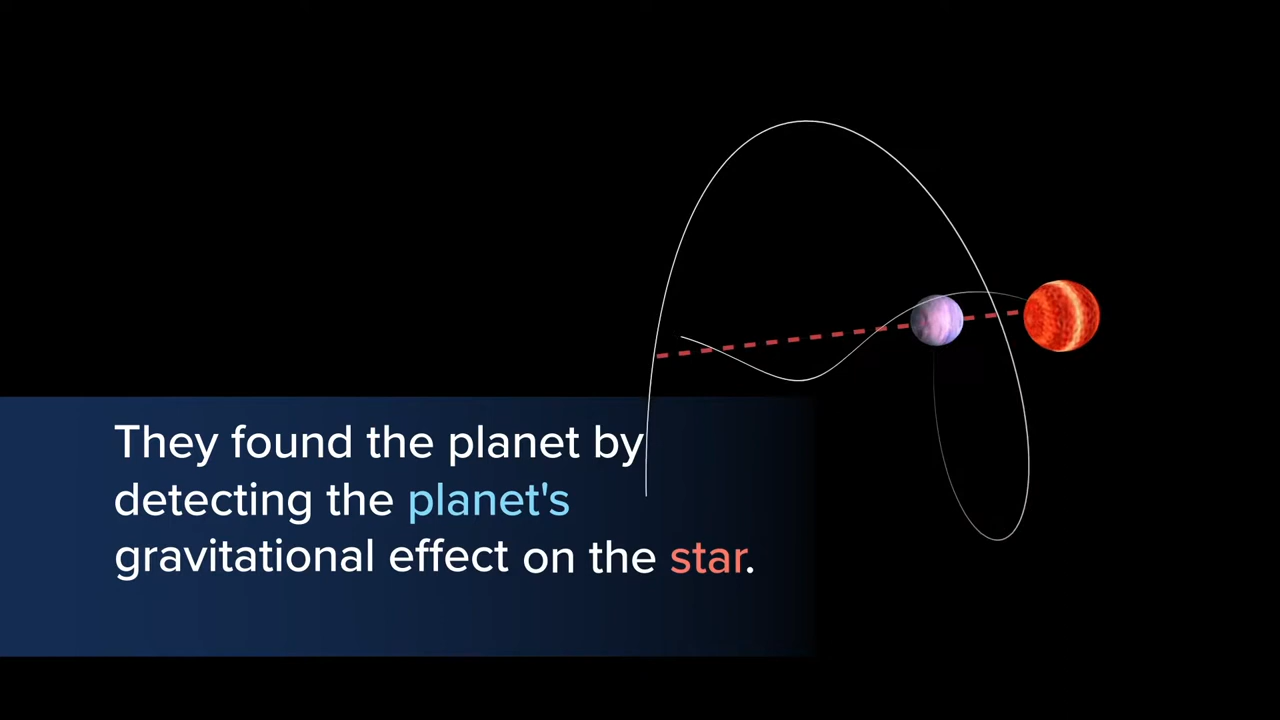 They found the planet by
detecting the planet's
gravitational effect on the star.